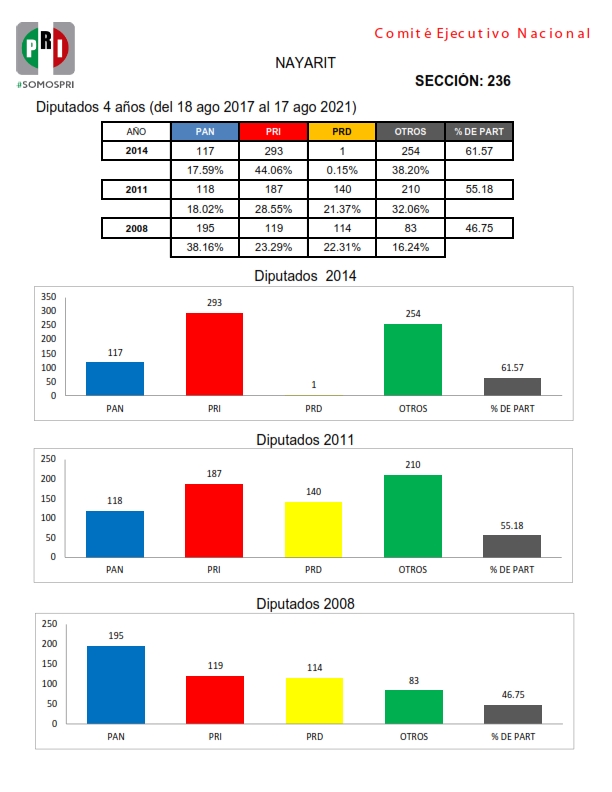 Comité Ejecutivo Nacional
PRI
#SOMOSPRI
NAYARIT
SECCIÓN: 236
Diputados 4 años (del 18 ago 2017 al 17 ago 2021)
AÑO PAN PRI PRD OTROS % DE PART
2014 117 293 1 254 61.57
17.59% 44.06% 0.15% 38.20%
2011 118 187 140 210 55.18
18.02% 28.55% 21.37% 32.06%
2008 195 119 114 83 46.75
38.16% 23.29% 22.31% 16.24%
Diputados 2014
350
300
250
200
150
100
50
0
117 293 1 254 61.57
PAN PRI PRD OTROS % DE PART
Diputados 2011
250
200
150
100
50
0
118 187 140 210 55.18
PAN PRI PRD OTROS % DE PART
Diputados 2008
250
200
150
100
50
0
195 119 114 83 46.75
PAN PRI PRD OTROS % DE PART